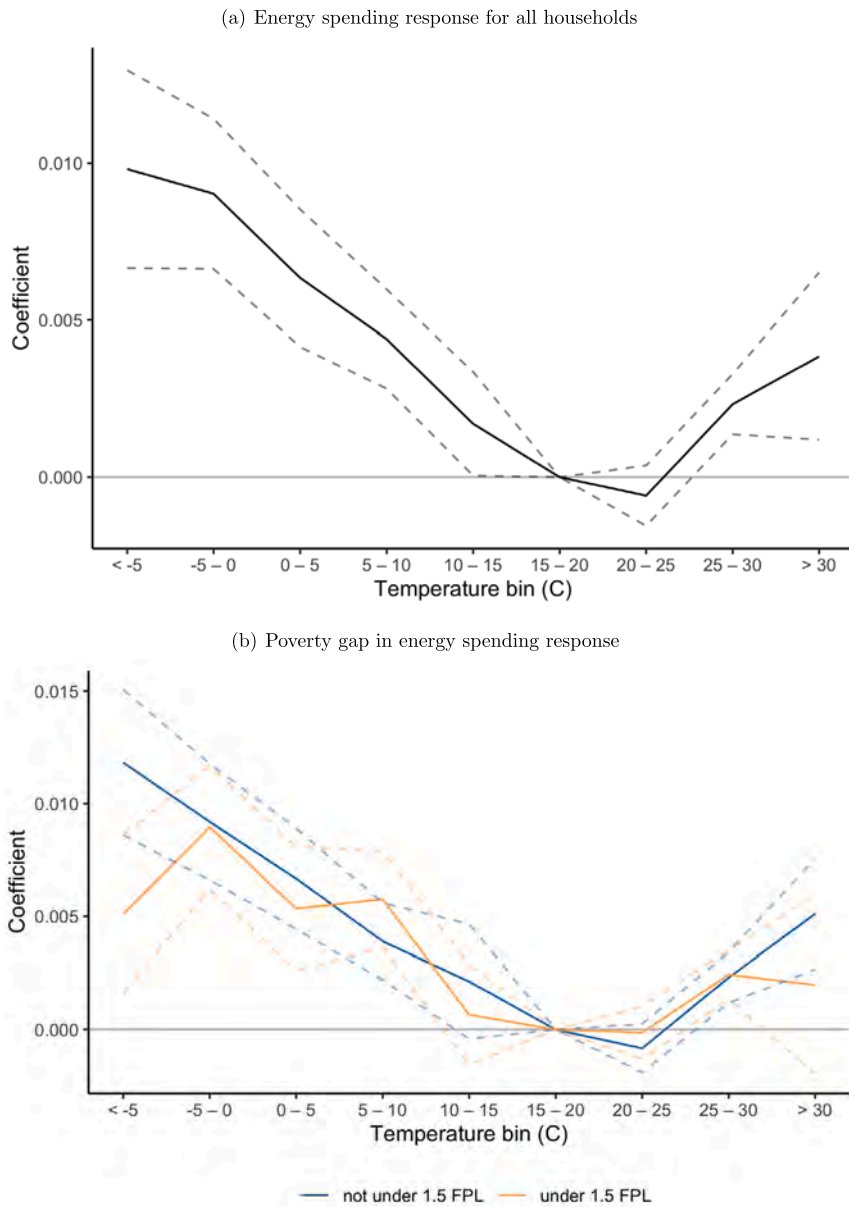 (a) Energy spending response for all households
0.010
0.005
0.000
Coefficient
< -5 -5 – 0 0 – 5 5 – 10 10 – 15 15 – 20 20 – 25 25 – 30 > 30
Temperature bin (C)
(b) Poverty gap in energy spending response
0.015
0.010
0.005
0.000
Coefficient
< -5 -5 – 0 0 – 5 5 – 10 10 – 15 15 – 20 20 – 25 25 – 30 > 30
Temperature bin (C)
not under 1.5 FPL under 1.5 FPL